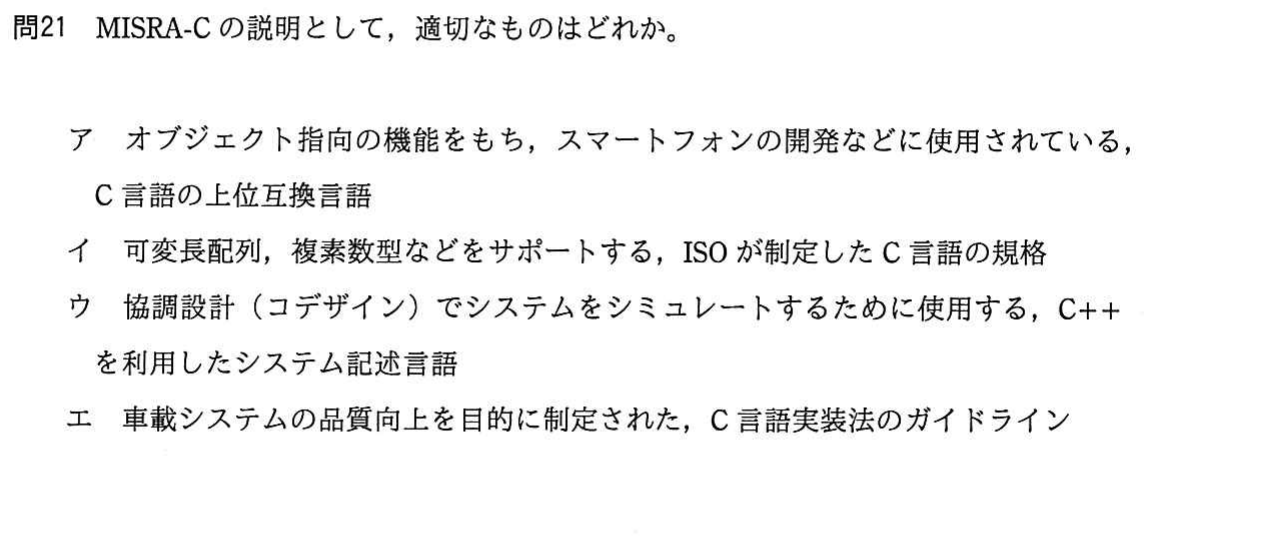 問21 MISRA-C の説明として，適切なものはどれか。
ア オブジェクト指向の機能をもち，スマートフォンの開発などに使用されている，
C 言語の上位互換言語
イ 可変長配列，複素数型などをサポートする，ISO が制定した C 言語の規格
ウ 協調設計（コデザイン）でシステムをシミュレートするために使用する，C++
を利用したシステム記述言語
エ 車載システムの品質向上を目的に制定された，C 言語実装法のガイドライン